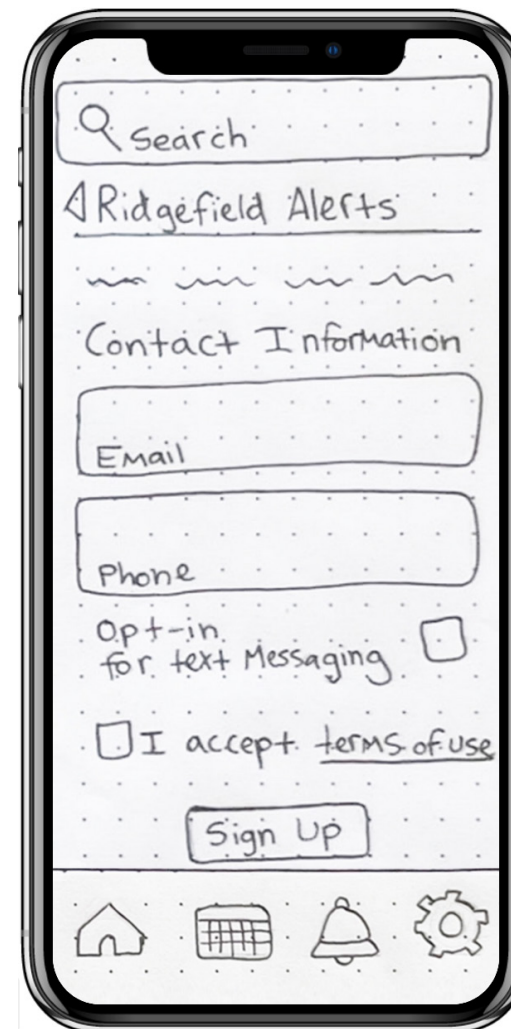 Search
Ridgefield Alerts
Contact Information
Email
Phone
Opt-in
for text Messaging
I accept terms of use
Sign Up